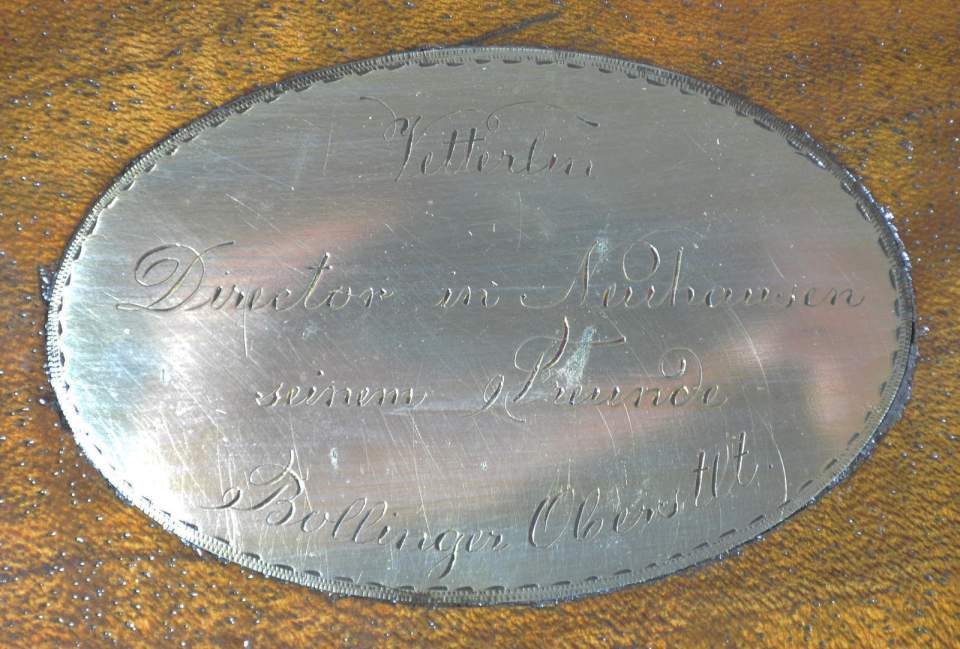 Vetterlin
Director in Neuhausen
seinem Freunde
Bollinger Oberstlt.